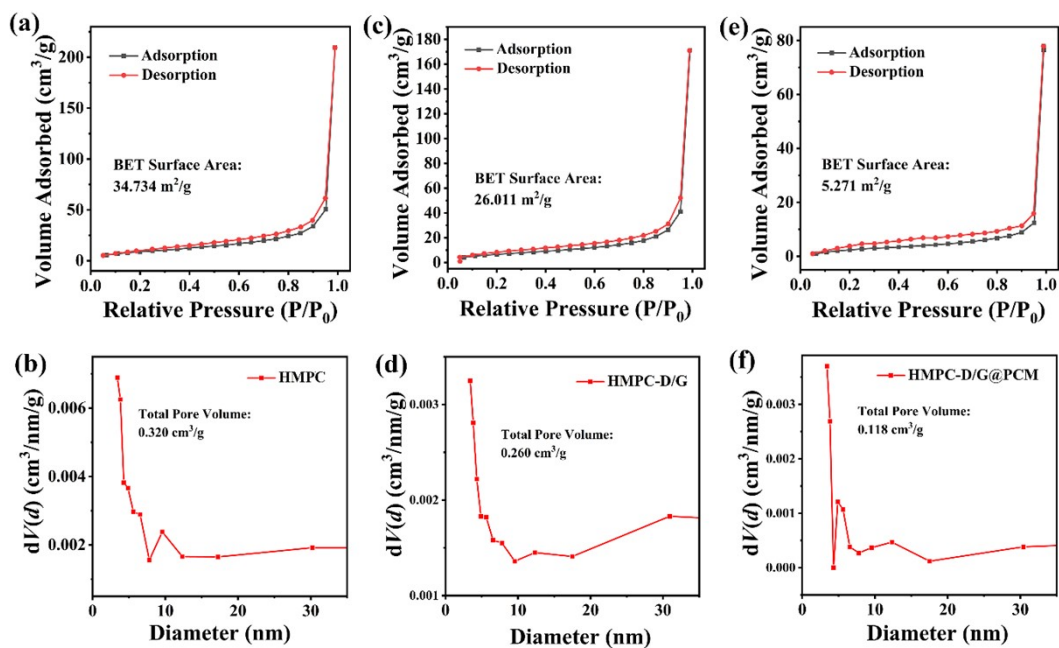 (a)
Adsorption
Desorption
BET Surface Area:
34.734 m²/g
Volume Adsorbed (cm³/g)
200
150
100
50
0
0.0 0.2 0.4 0.6 0.8 1.0
Relative Pressure (P/P₀)
(c)
Adsorption
Desorption
BET Surface Area:
26.011 m²/g
Volume Adsorbed (cm³/g)
180
160
140
120
100
80
60
40
20
0
0.0 0.2 0.4 0.6 0.8 1.0
Relative Pressure (P/P₀)
(e)
Adsorption
Desorption
BET Surface Area:
5.271 m²/g
Volume Adsorbed (cm³/g)
80
60
40
20
0
0.0 0.2 0.4 0.6 0.8 1.0
Relative Pressure (P/P₀)
(b)
HMPC
Total Pore Volume:
0.320 cm³/g
dV(d) (cm³/nm/g)
0.006
0.004
0.002
0 10 20 30
Diameter (nm)
(d)
HMPC-D/G
Total Pore Volume:
0.260 cm³/g
dV(d) (cm³/nm/g)
0.003
0.002
0.001
0 10 20 30
Diameter (nm)
(f)
HMPC-D/G@PCM
Total Pore Volume:
0.118 cm³/g
dV(d) (cm³/nm/g)
0.004
0.003
0.002
0.001
0.000
0 10 20 30
Diameter (nm)